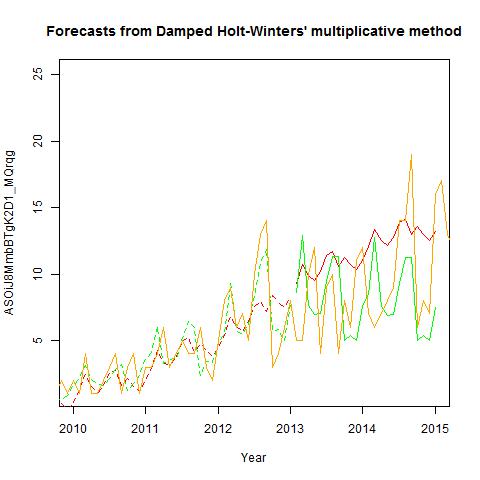 Forecasts from Damped Holt-Winters' multiplicative method
25
20
15
10
5
ASOiJ8MmbBTgK2D1_MQrqg
2010 2011 2012 2013 2014 2015
Year